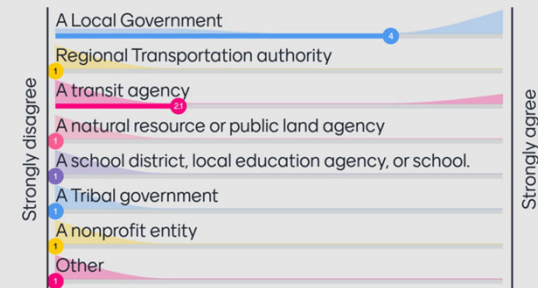 Strongly disagree
A Local Government
4
Regional Transportation authority
1
A transit agency
2.1
A natural resource or public land agency
1
A school district, local education agency, or school.
1
A Tribal government
1
A nonprofit entity
1
Other
1
Strongly agree